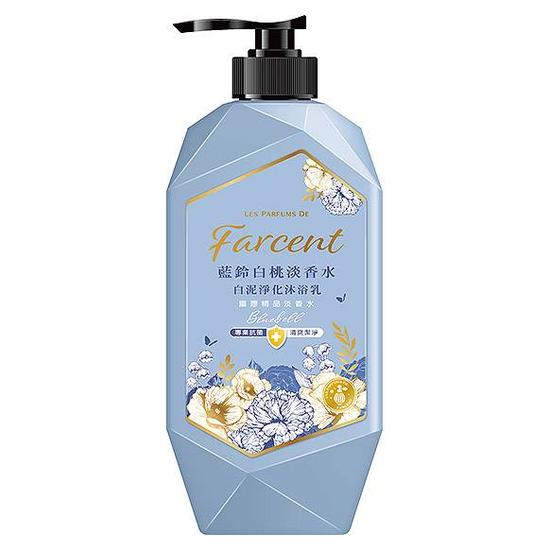 LES PARFUMS DE
Farcent
藍鈴白桃淡香水
白泥淨化沐浴乳
國際精品淡香水
Bluebell
專業抗菌 清爽潔淨